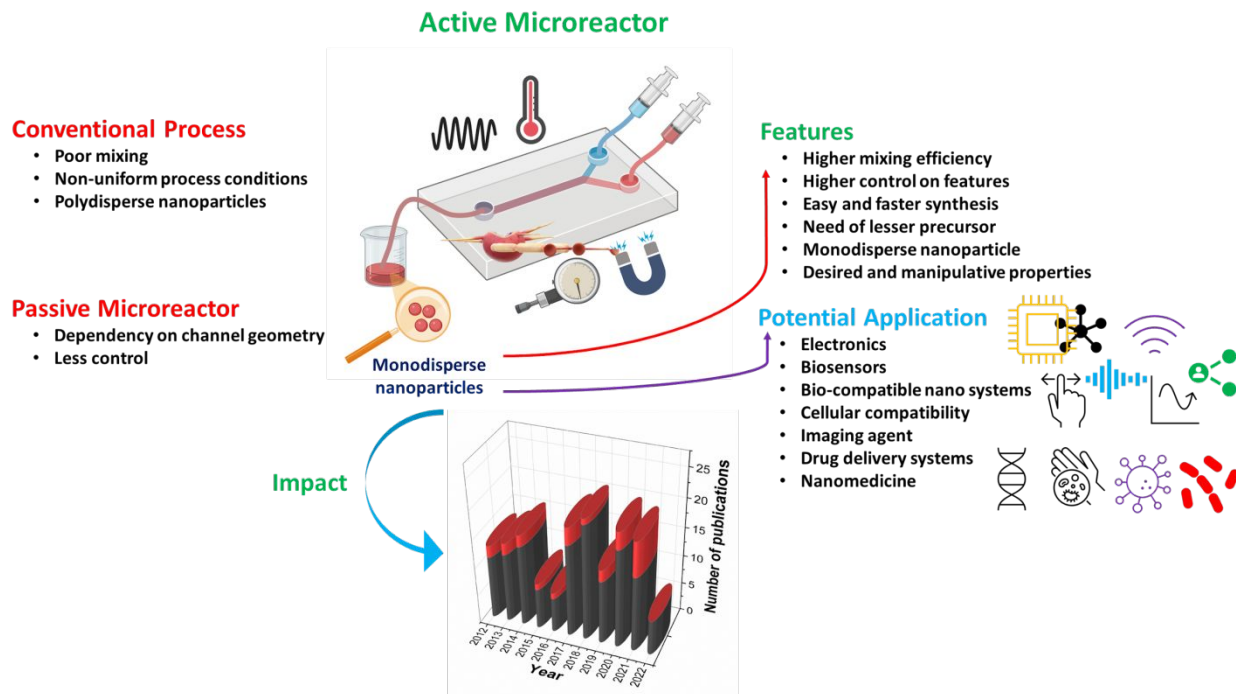 Active Microreactor
Conventional Process
• Poor mixing
• Non-uniform process conditions
• Polydisperse nanoparticles
Passive Microreactor
• Dependency on channel geometry
• Less control
Monodisperse
nanoparticles
Features
• Higher mixing efficiency
• Higher control on features
• Easy and faster synthesis
• Need of lesser precursor
• Monodisperse nanoparticle
• Desired and manipulative properties
Potential Application
• Electronics
• Biosensors
• Bio-compatible nano systems
• Cellular compatibility
• Imaging agent
• Drug delivery systems
• Nanomedicine
Impact
25
20
15
10
5
0
Number of publications
2012
2013
2014
2015
2016
2017
2018
2019
2020
2021
2022
Year